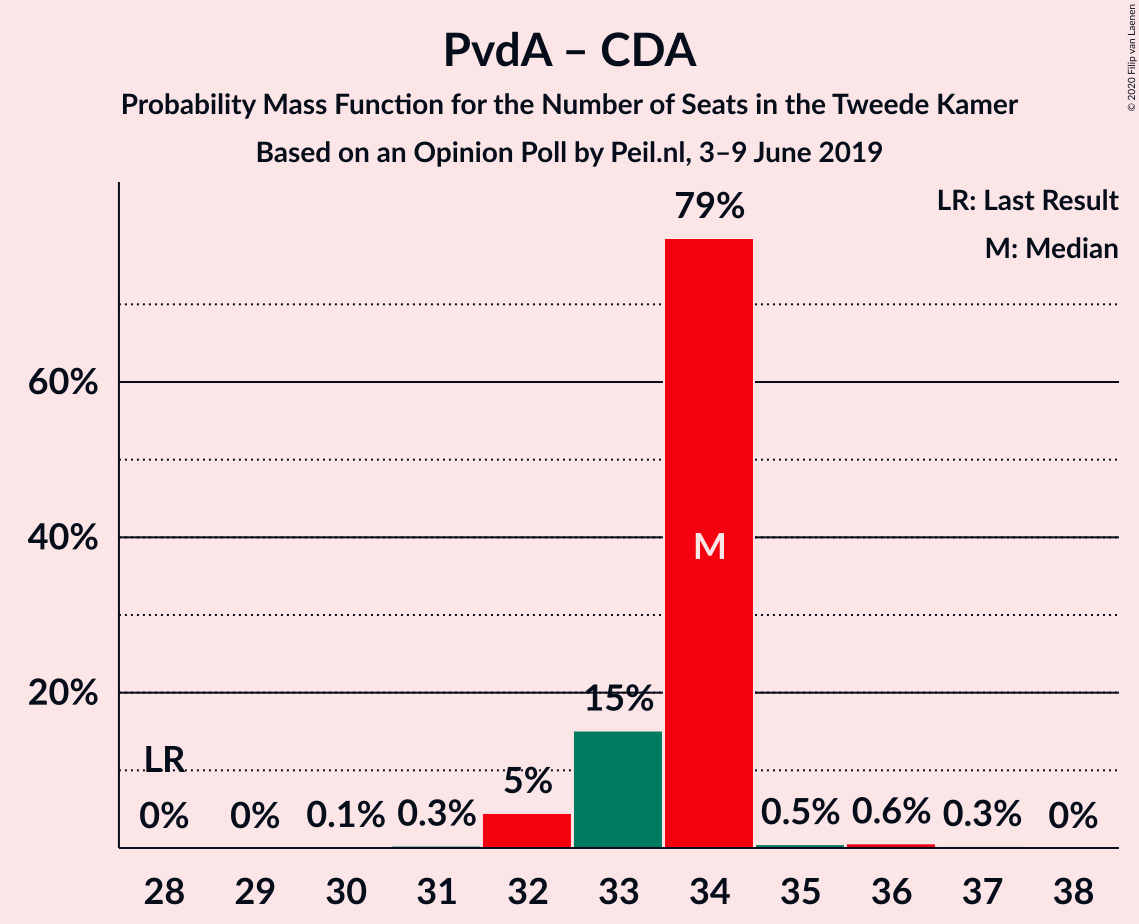 PvdA – CDA
Probability Mass Function for the Number of Seats in the Tweede Kamer
Based on an Opinion Poll by Peil.nl, 3–9 June 2019
© 2020 Filip van Laenen
LR: Last Result
M: Median
79%
60%
40%
M
20%
15%
LR
5%
0%
0%
0.1%
0.3%
0.5%
0.6%
0.3%
0%
28 29 30 31 32 33 34 35 36 37 38